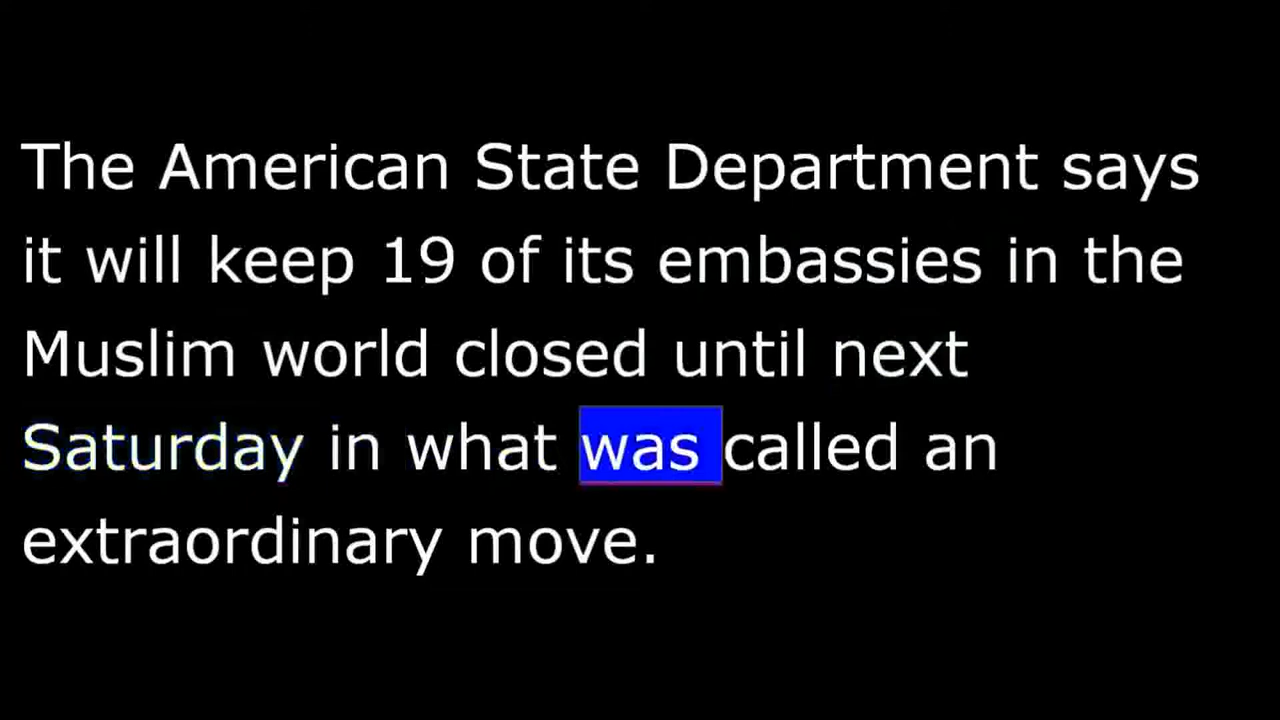 The American State Department says
it will keep 19 of its embassies in the
Muslim world closed until next
Saturday in what was called an
extraordinary move.